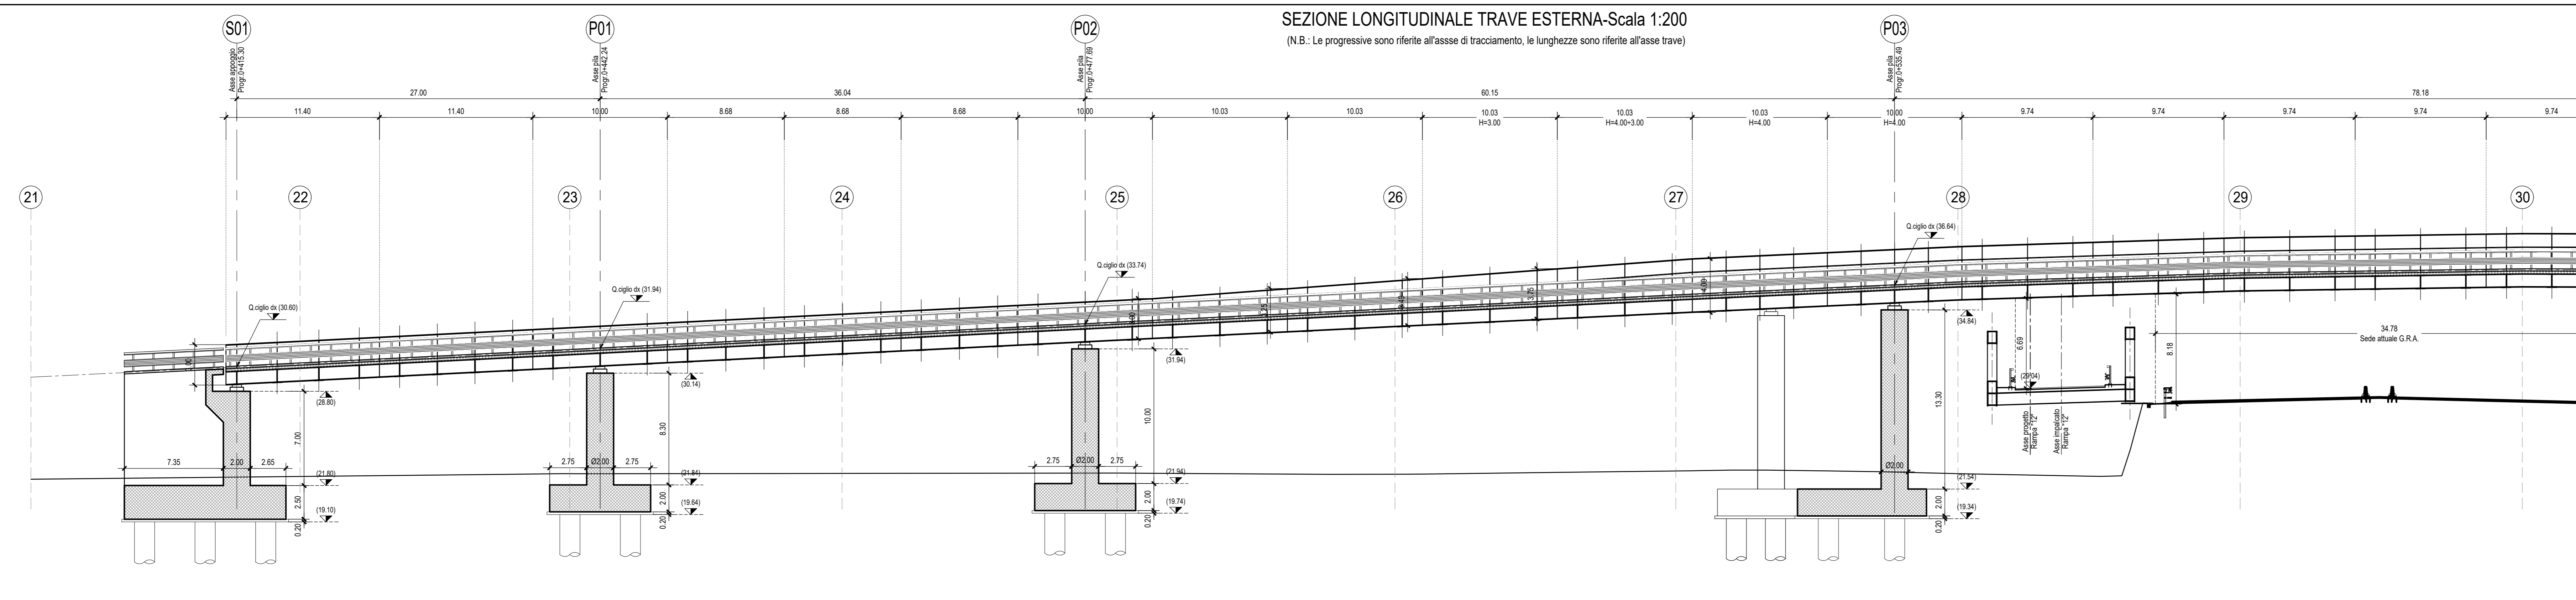 SEZIONE LONGITUDINALE TRAVE ESTERNA-Scala 1:200
(N.B.: Le progressive sono riferite all'assse di tracciamento, le lunghezze sono riferite all'asse trave)
S01
P01
P02
P03
Asse appoggio
Progr.0+415.30
Asse pila
Progr.0+442.24
Asse pila
Progr.0+477.69
Asse pila
Progr.0+535.49
27.00
36.04
60.15
78.18
11.40
11.40
10.00
8.68
8.68
8.68
10.00
10.03
10.03
10.03
H=3.00
10.03
H=4.00÷3.00
10.03
H=4.00
10.00
H=4.00
9.74
9.74
9.74
9.74
9.74
21
22
23
24
25
26
27
28
29
30
Q.ciglio dx (30.60)
Q.ciglio dx (31.94)
Q.ciglio dx (33.74)
Q.ciglio dx (36.64)
3.75
4.00
(28.80)
(30.14)
(31.94)
(34.84)
7.00
8.30
10.00
13.30
6.69
8.18
34.78
Sede attuale G.R.A.
(29.04)
Asse progetto
Rampa "12"
Asse impalcato
Rampa "12"
7.35
2.00
2.65
2.75
Ø2.00
2.75
2.75
Ø2.00
2.75
Ø2.00
(21.80)
(21.84)
(21.94)
(21.54)
2.50
2.00
2.00
2.00
(19.10)
(19.64)
(19.74)
(19.34)
0.20
0.20
0.20
0.20